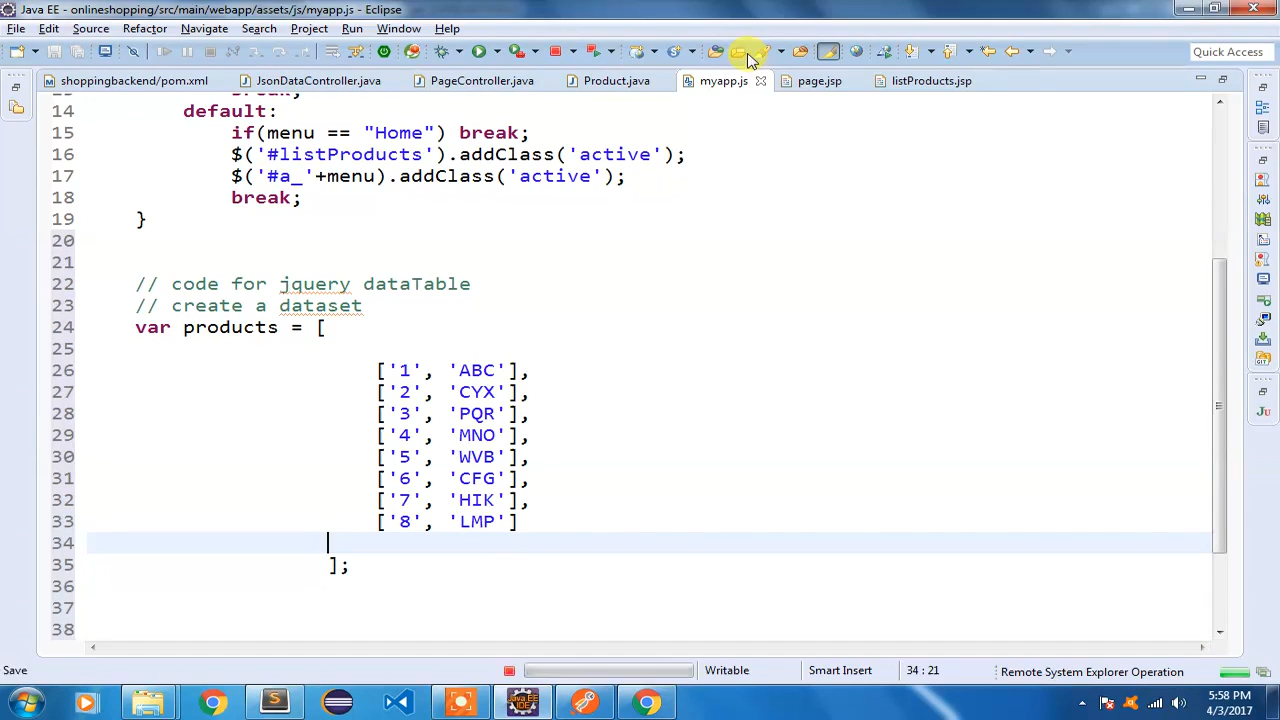 Java EE - onlineshopping/src/main/webapp/assets/js/myapp.js - Eclipse
File Edit Source Refactor Navigate Search Project Run Window Help
Quick Access
shoppingbackend/pom.xml JsonDataController.java PageController.java Product.java myapp.js page.jsp listProducts.jsp
14 default:
15 if(menu == "Home") break;
16 $('#listProducts').addClass('active');
17 $('#a_'+menu).addClass('active');
18 break;
19 }
20
21
22 // code for jquery dataTable
23 // create a dataset
24 var products = [
25
26 ['1', 'ABC'],
27 ['2', 'CYX'],
28 ['3', 'PQR'],
29 ['4', 'MNO'],
30 ['5', 'WVB'],
31 ['6', 'CFG'],
32 ['7', 'HIK'],
33 ['8', 'LMP']
34
35 ];
36
37
38
Save Writable Smart Insert 34 : 21 Remote System Explorer Operation
5:58 PM
4/3/2017